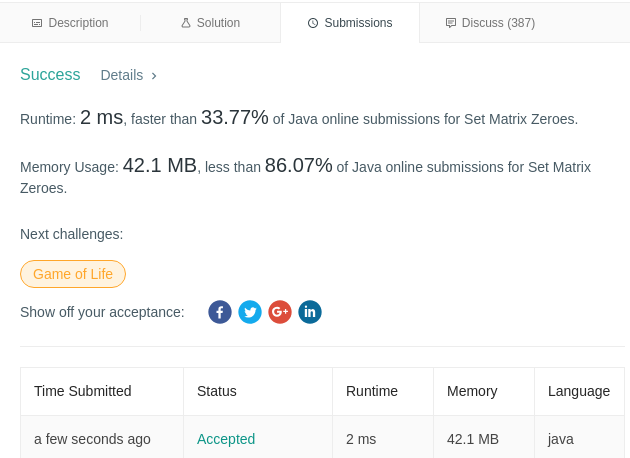 Description Solution Submissions Discuss (387)
Success Details
Runtime: 2 ms, faster than 33.77% of Java online submissions for Set Matrix Zeroes.
Memory Usage: 42.1 MB, less than 86.07% of Java online submissions for Set Matrix
Zeroes.
Next challenges:
Game of Life
Show off your acceptance: f G+ in
Time Submitted Status Runtime Memory Language
a few seconds ago Accepted 2 ms 42.1 MB java